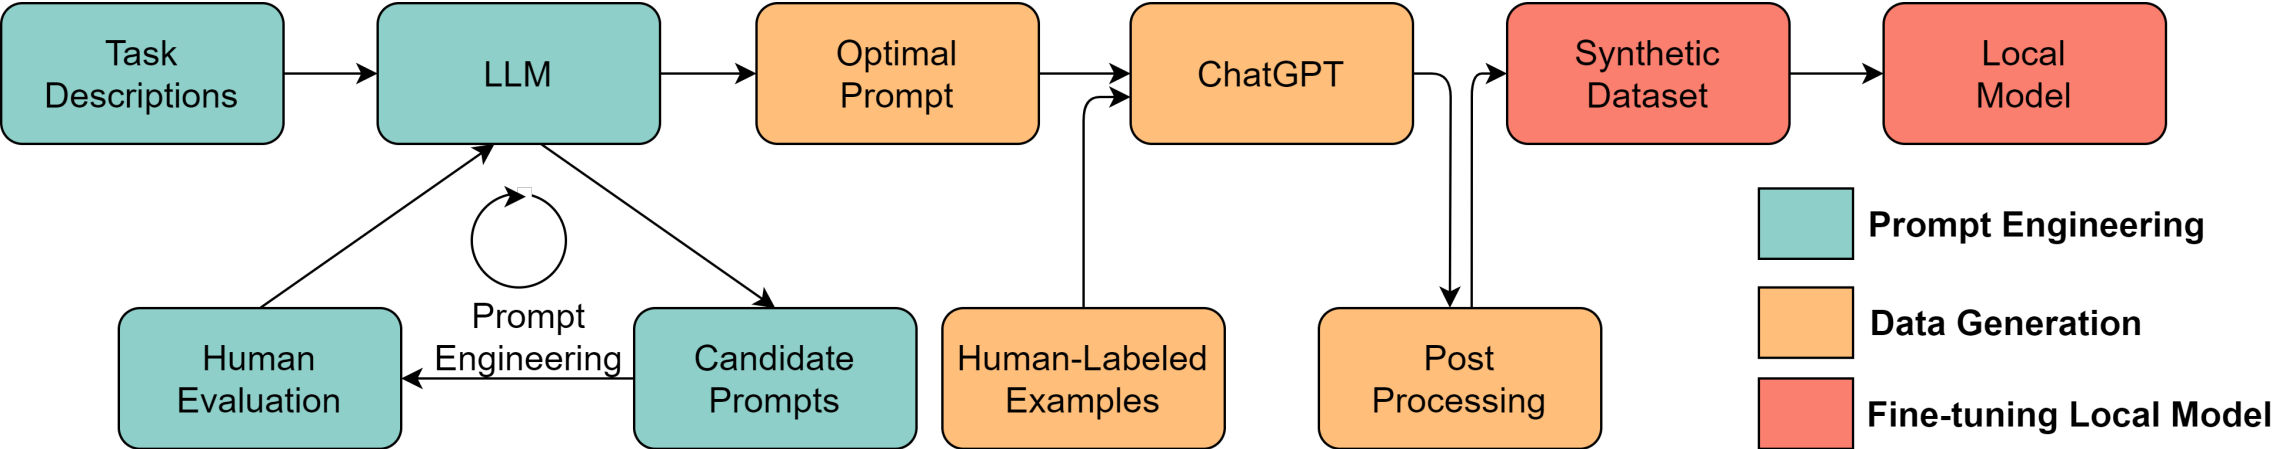 Task
Descriptions
LLM
Optimal
Prompt
ChatGPT
Synthetic
Dataset
Local
Model
Human
Evaluation
Prompt
Engineering
Candidate
Prompts
Human-Labeled
Examples
Post
Processing
Prompt Engineering
Data Generation
Fine-tuning Local Model